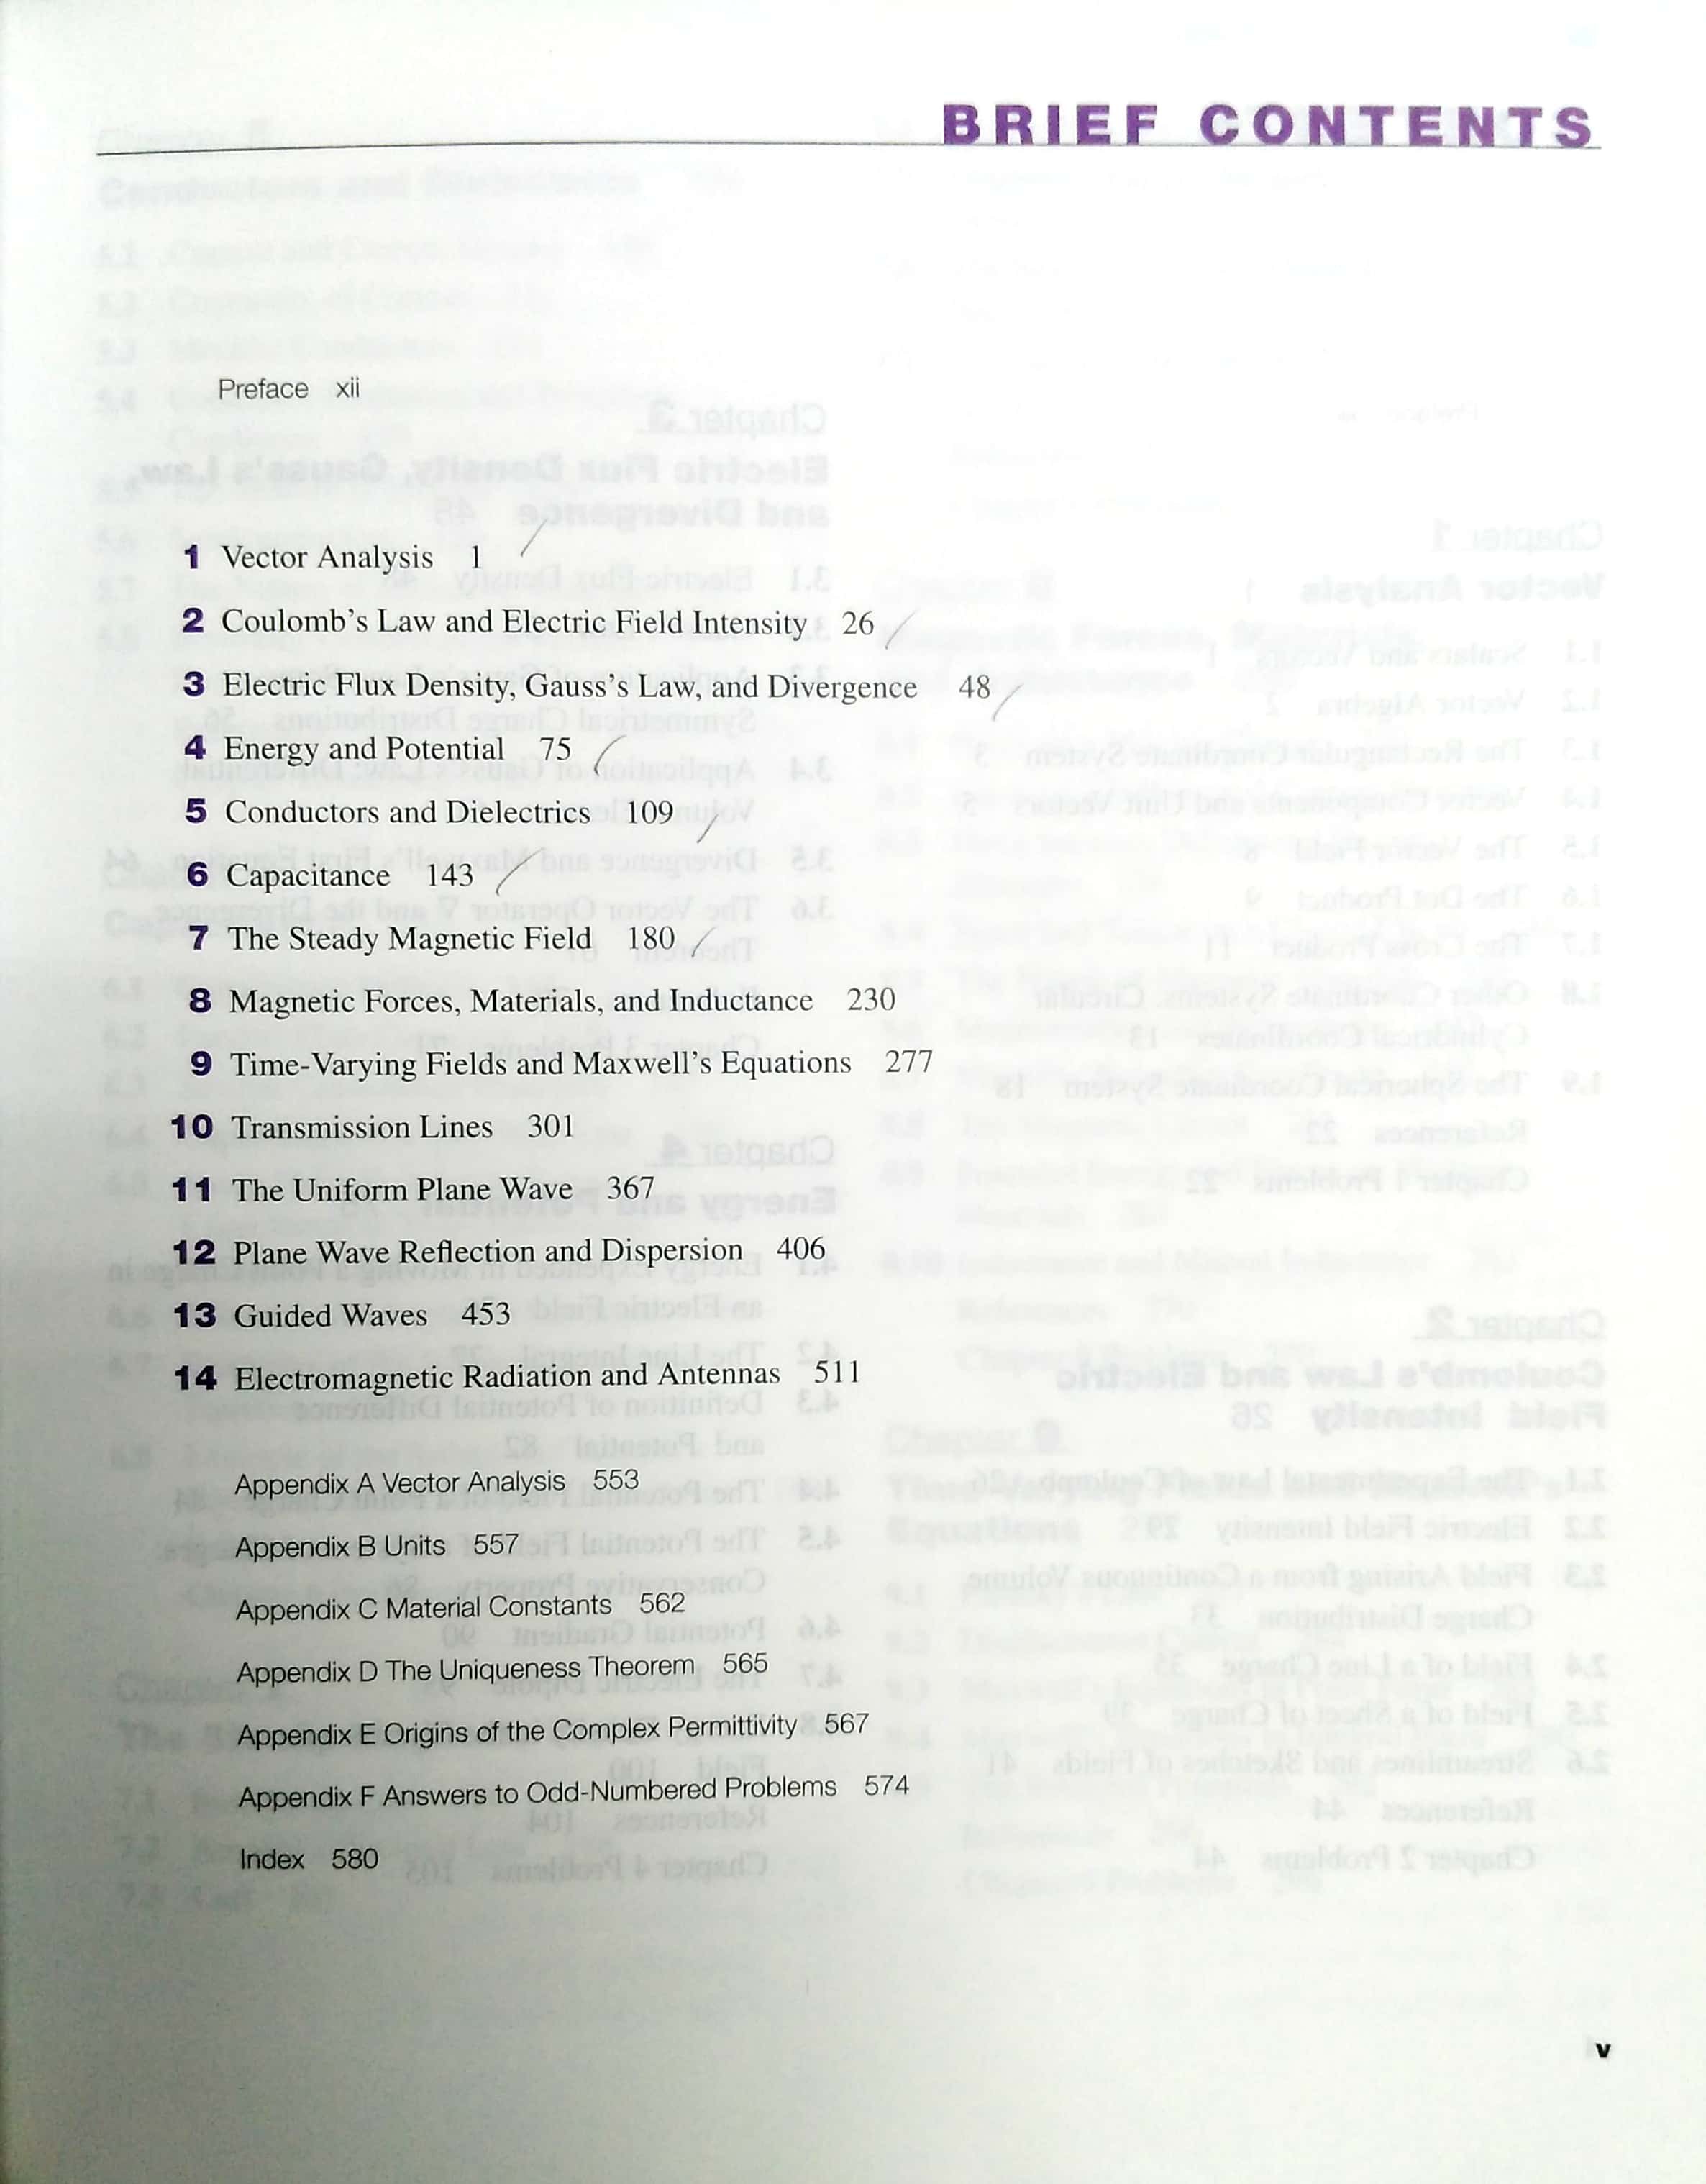 BRIEF CONTENTS
Preface xii
1 Vector Analysis 1
2 Coulomb's Law and Electric Field Intensity 26
3 Electric Flux Density, Gauss's Law, and Divergence 48
4 Energy and Potential 75
5 Conductors and Dielectrics 109
6 Capacitance 143
7 The Steady Magnetic Field 180
8 Magnetic Forces, Materials, and Inductance 230
9 Time-Varying Fields and Maxwell's Equations 277
10 Transmission Lines 301
11 The Uniform Plane Wave 367
12 Plane Wave Reflection and Dispersion 406
13 Guided Waves 453
14 Electromagnetic Radiation and Antennas 511
Appendix A Vector Analysis 553
Appendix B Units 557
Appendix C Material Constants 562
Appendix D The Uniqueness Theorem 565
Appendix E Origins of the Complex Permittivity 567
Appendix F Answers to Odd-Numbered Problems 574
Index 580
v